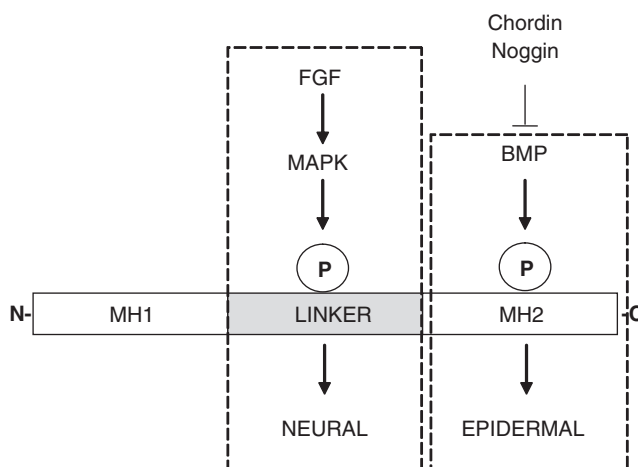 Chordin
Noggin
FGF
MAPK
BMP
P
P
N-
MH1
LINKER
MH2
-C
NEURAL
EPIDERMAL